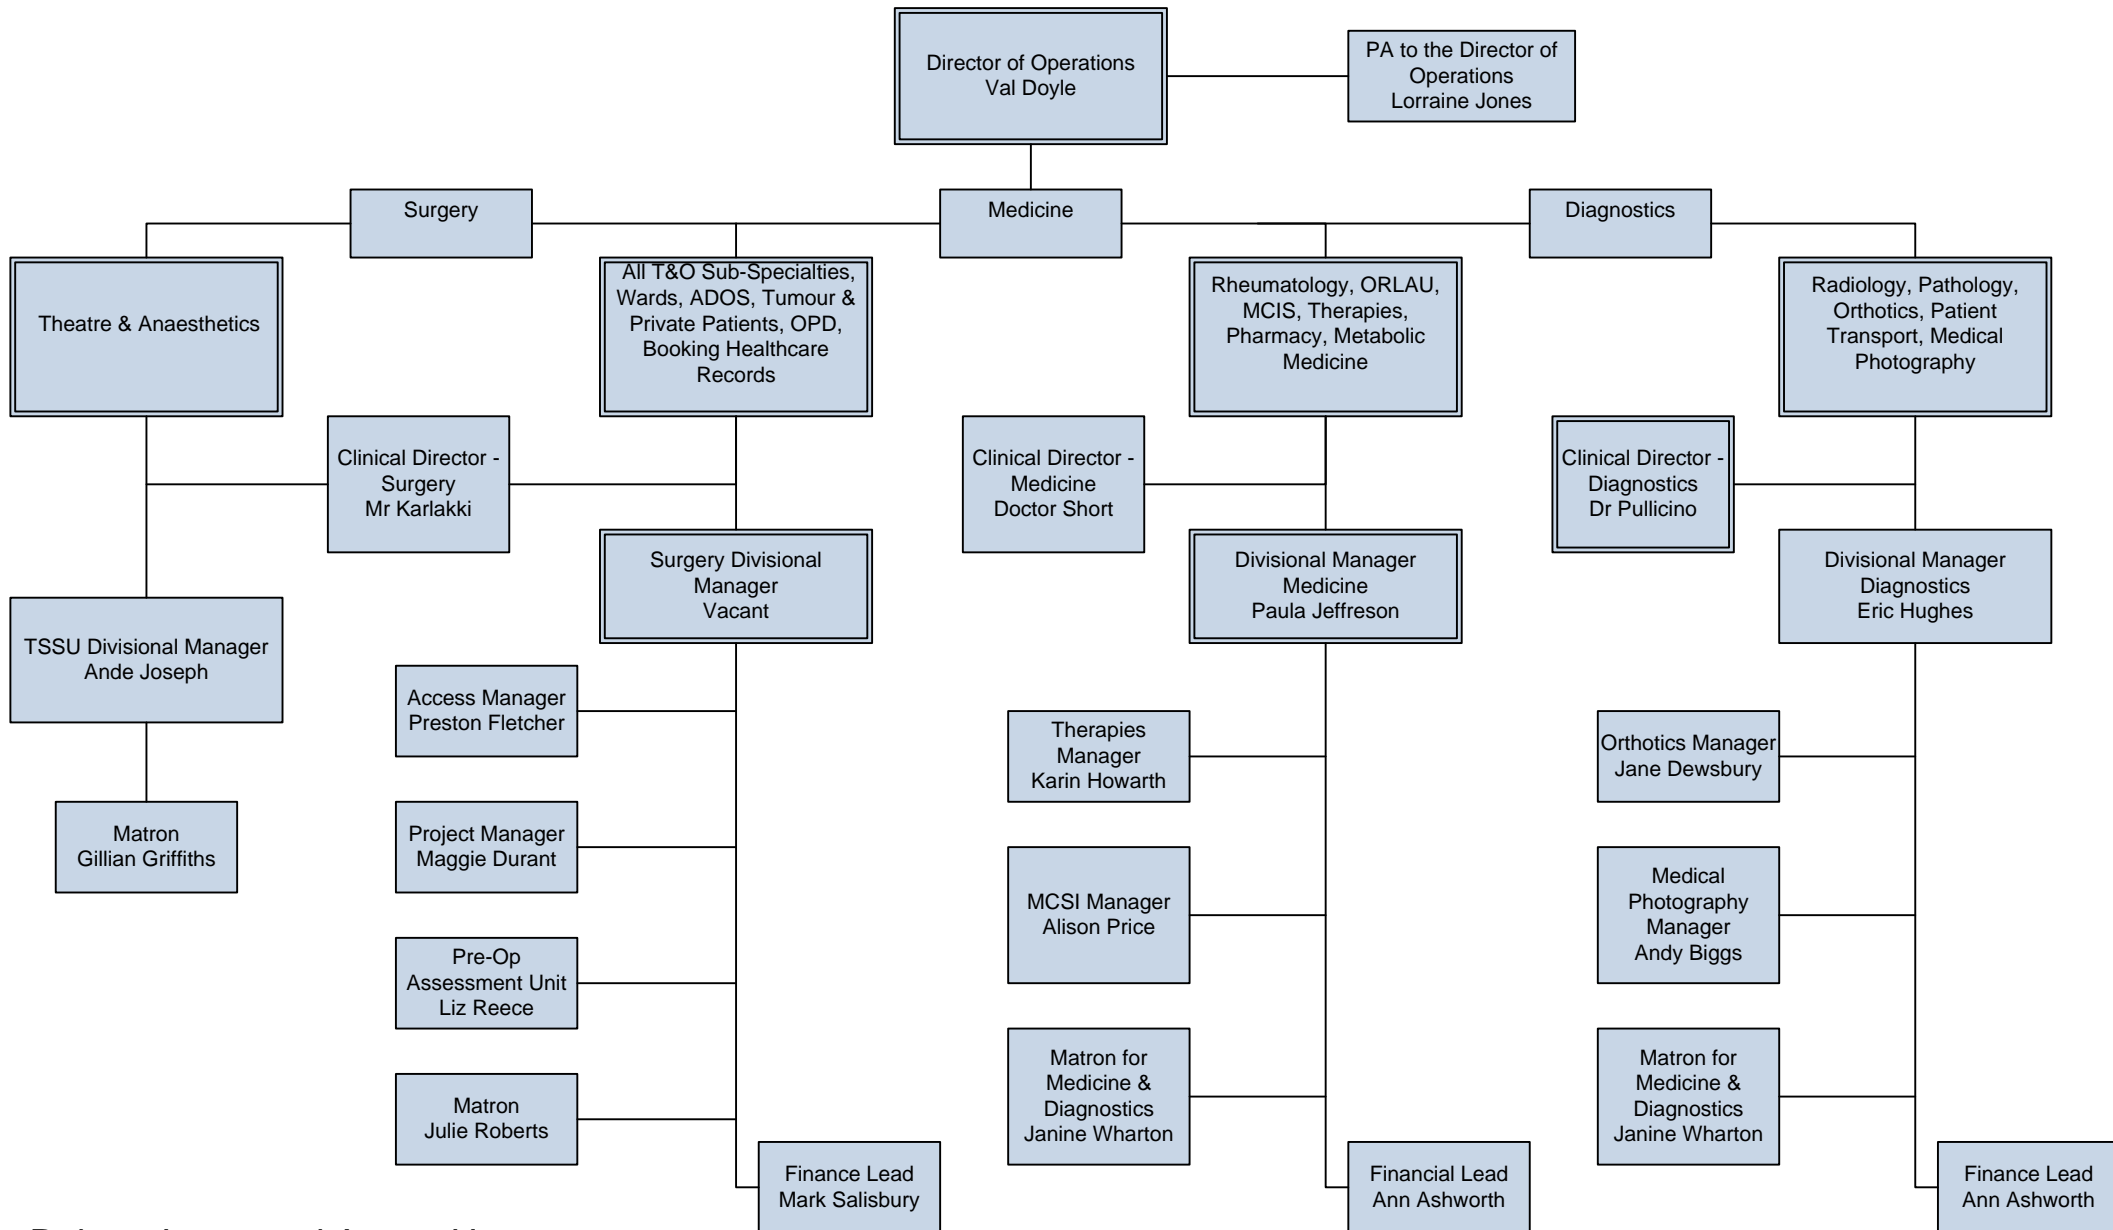 Director of Operations
Val Doyle
PA to the Director of
Operations
Lorraine Jones
Surgery
Medicine
Diagnostics
Theatre & Anaesthetics
All T&O Sub-Specialties,
Wards, ADOS, Tumour &
Private Patients, OPD,
Booking Healthcare
Records
Rheumatology, ORLAU,
MCIS, Therapies,
Pharmacy, Metabolic
Medicine
Radiology, Pathology,
Orthotics, Patient
Transport, Medical
Photography
Clinical Director -
Surgery
Mr Karlakki
Clinical Director -
Medicine
Doctor Short
Clinical Director -
Diagnostics
Dr Pullicino
Surgery Divisional
Manager
Vacant
Divisional Manager
Medicine
Paula Jeffreson
Divisional Manager
Diagnostics
Eric Hughes
TSSU Divisional Manager
Ande Joseph
Access Manager
Preston Fletcher
Therapies
Manager
Karin Howarth
Orthotics Manager
Jane Dewsbury
Matron
Gillian Griffiths
Project Manager
Maggie Durant
MCSI Manager
Alison Price
Medical
Photography
Manager
Andy Biggs
Pre-Op
Assessment Unit
Liz Reece
Matron for
Medicine &
Diagnostics
Janine Wharton
Matron for
Medicine &
Diagnostics
Janine Wharton
Matron
Julie Roberts
Finance Lead
Mark Salisbury
Financial Lead
Ann Ashworth
Finance Lead
Ann Ashworth